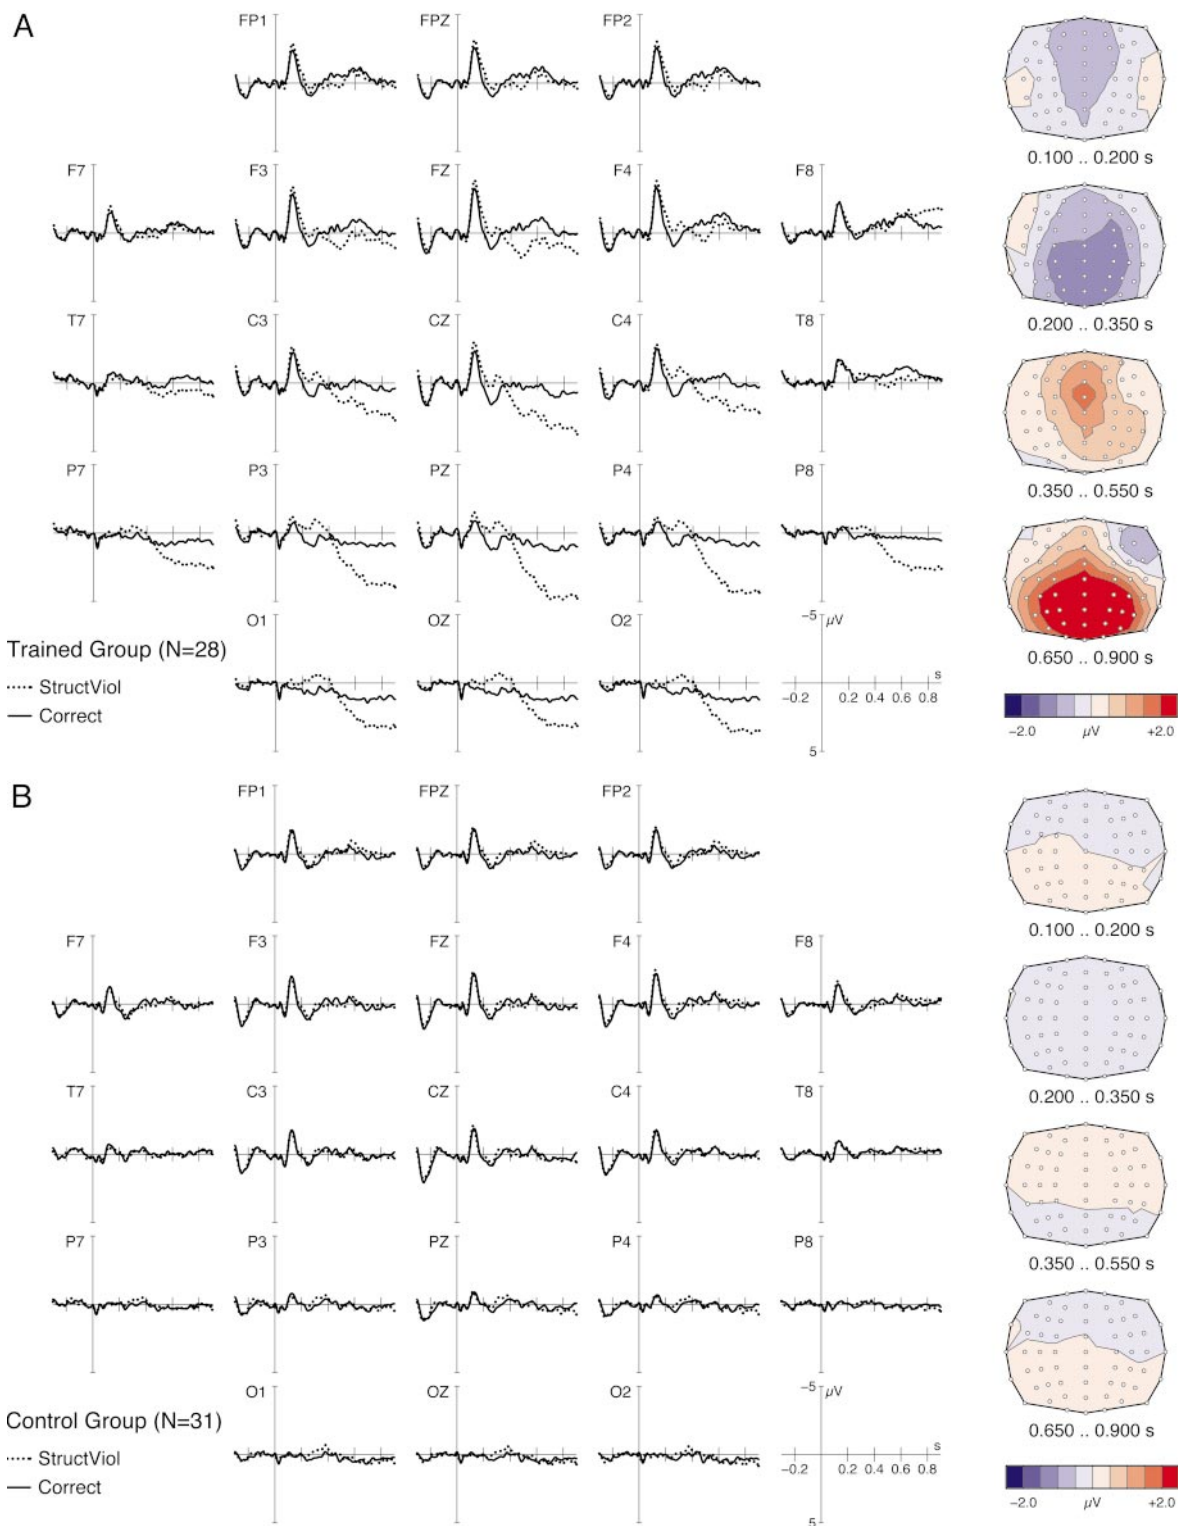 A
FP1 FPZ FP2
0.100 .. 0.200 s
F7 F3 FZ F4 F8
0.200 .. 0.350 s
T7 C3 CZ C4 T8
0.350 .. 0.550 s
P7 P3 PZ P4 P8
O1 OZ O2 −5 µV
0.650 .. 0.900 s
Trained Group (N=28)
StructViol
s
−0.2 0.2 0.4 0.6 0.8
Correct
−2.0 µV +2.0
5
B
FP1 FPZ FP2
0.100 .. 0.200 s
F7 F3 FZ F4 F8
0.200 .. 0.350 s
T7 C3 CZ C4 T8
0.350 .. 0.550 s
P7 P3 PZ P4 P8
O1 OZ O2 −5 µV
Control Group (N=31)
0.650 .. 0.900 s
StructViol
s
−0.2 0.2 0.4 0.6 0.8
Correct
−2.0 µV +2.0
5